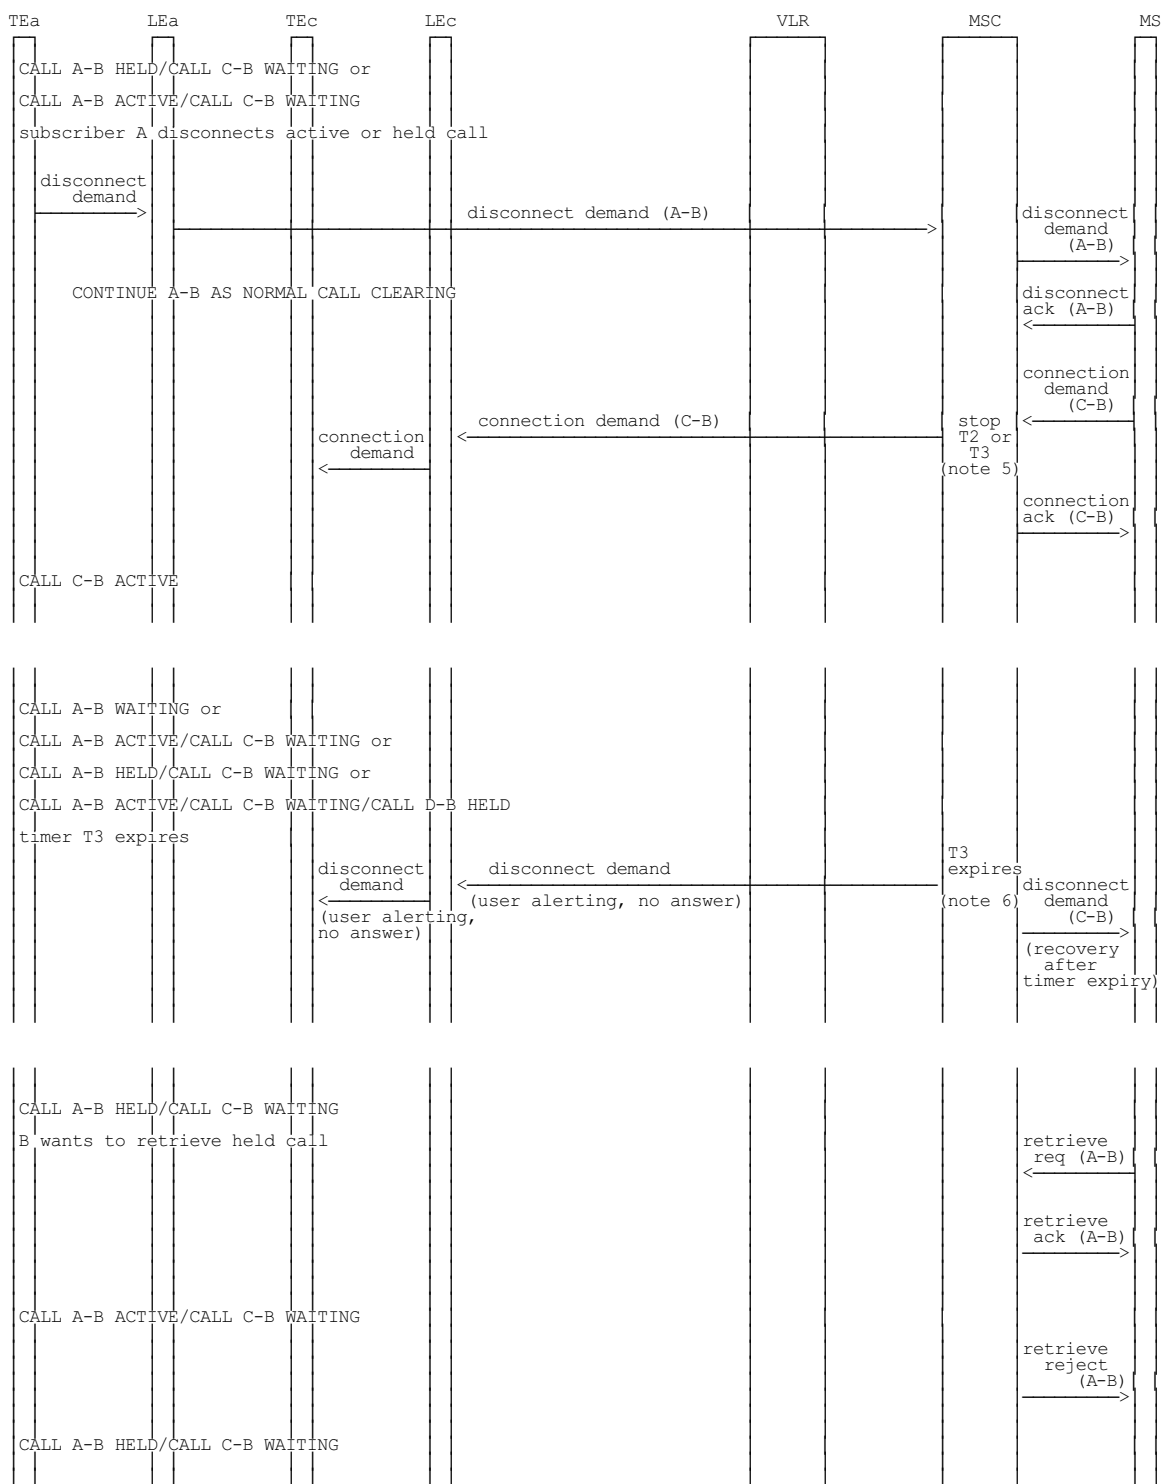 TEa LEa TEc LEc VLR MSC MS
CALL A-B HELD/CALL C-B WAITING or
CALL A-B ACTIVE/CALL C-B WAITING
subscriber A disconnects active or held call
disconnect
demand
disconnect demand (A-B)
disconnect
demand
(A-B)
CONTINUE A-B AS NORMAL CALL CLEARING
disconnect
ack (A-B)
connection
demand
(C-B)
connection demand (C-B)
stop
T2 or
T3
(note 5)
connection
demand
connection
ack (C-B)
CALL C-B ACTIVE
CALL A-B WAITING or
CALL A-B ACTIVE/CALL C-B WAITING or
CALL A-B HELD/CALL C-B WAITING or
CALL A-B ACTIVE/CALL C-B WAITING/CALL D-B HELD
timer T3 expires
T3
expires
(note 6)
disconnect demand
(user alerting, no answer)
disconnect
demand
(user alerting,
no answer)
disconnect
demand
(C-B)
(recovery
after
timer expiry)
CALL A-B HELD/CALL C-B WAITING
B wants to retrieve held call
retrieve
req (A-B)
retrieve
ack (A-B)
CALL A-B ACTIVE/CALL C-B WAITING
retrieve
reject
(A-B)
CALL A-B HELD/CALL C-B WAITING